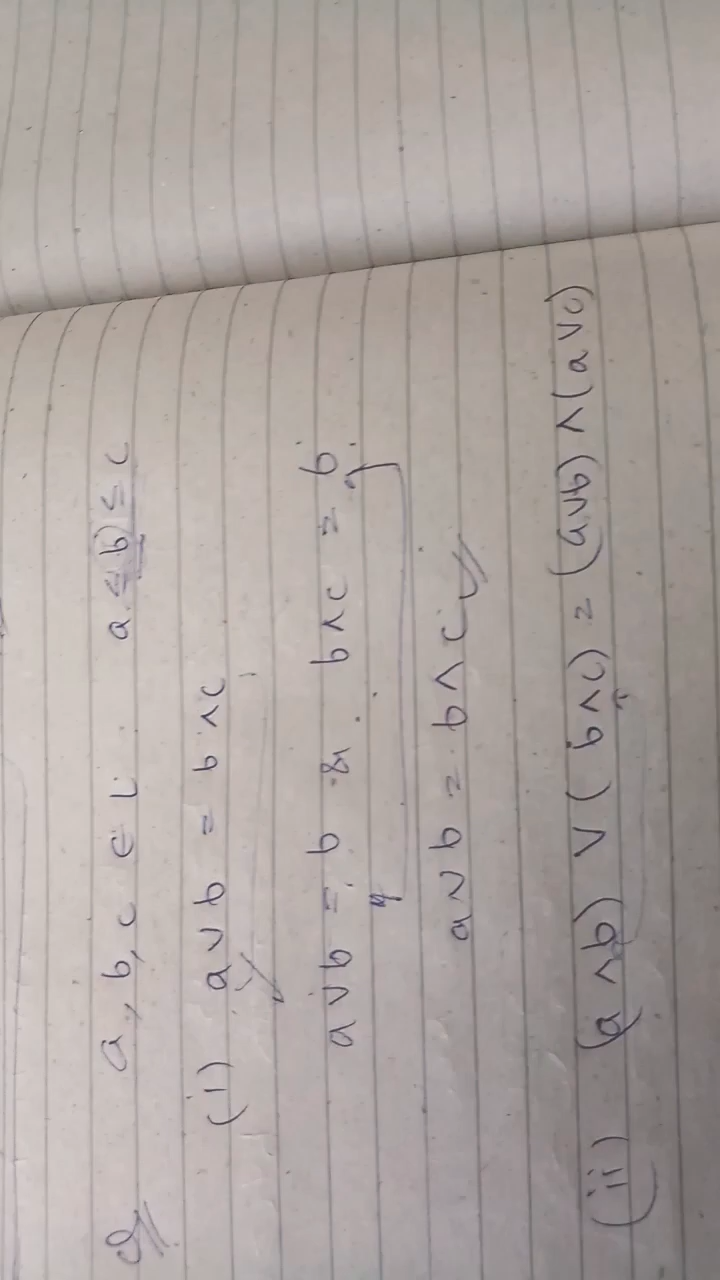 Q// a, b, c ∈ L. a ≤ b ≤ c
(i) a ∨ b = b ∧ c
a ∨ b = b & b ∧ c = b
a ∨ b = b ∧ c
(ii) (a ∧ b) ∨ (b ∧ c) = (a ∨ b) ∧ (a ∨ c)